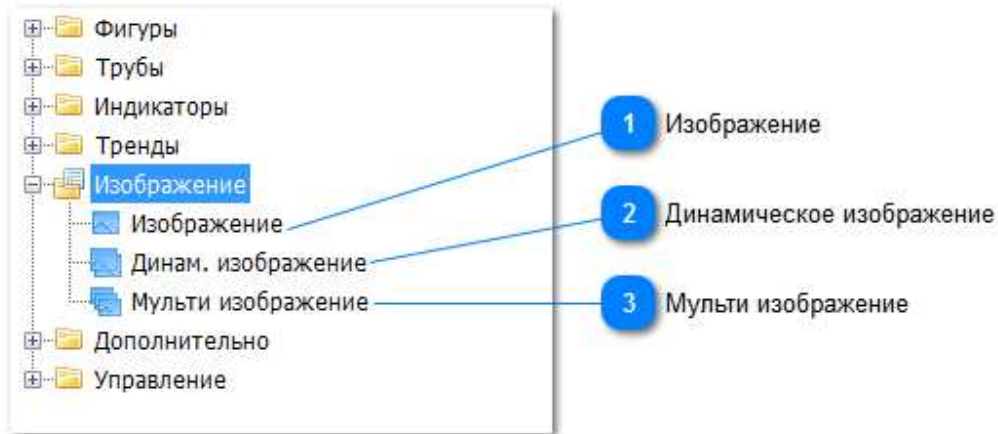 Фигуры
Трубы
Индикаторы
Тренды
Изображение
Изображение
Динам. изображение
Мульти изображение
Дополнительно
Управление
1 Изображение
2 Динамическое изображение
3 Мульти изображение